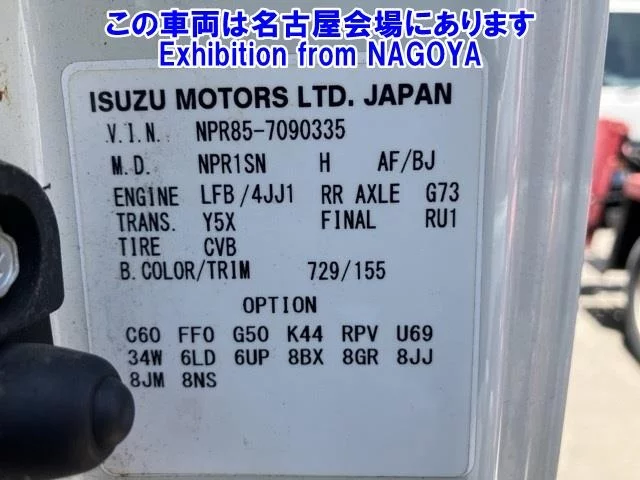 この車両は名古屋会場にあります
Exhibition from NAGOYA
ISUZU MOTORS LTD. JAPAN
V.I.N. NPR85-7090335
M.D. NPR1SN H AF/BJ
ENGINE LFB/4JJ1 RR AXLE G73
TRANS. Y5X FINAL RU1
TIRE CVB
B.COLOR/TRIM 729/155
OPTION
C60 FF0 G50 K44 RPV U69
34W 6LD 6UP 8BX 8GR 8JJ
8JM 8NS